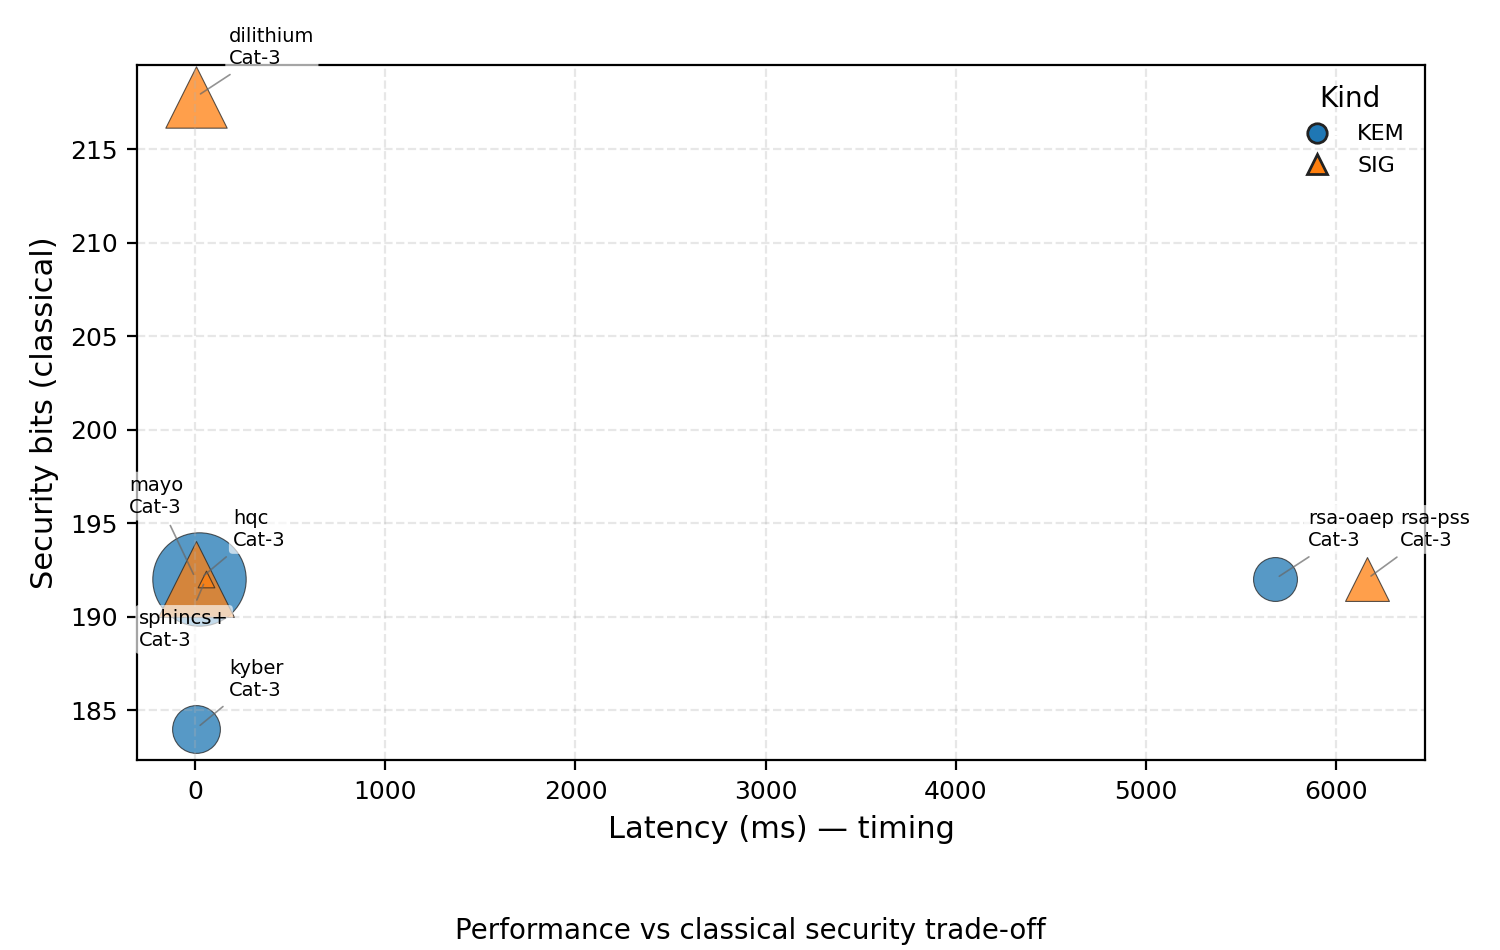 dilithium
Cat-3
Kind
KEM
SIG
215
210
205
200
195
190
185
Security bits (classical)
mayo
Cat-3
hqc
Cat-3
sphincs+
Cat-3
kyber
Cat-3
rsa-oaep
Cat-3
rsa-pss
Cat-3
0
1000
2000
3000
4000
5000
6000
Latency (ms) — timing
Performance vs classical security trade-off